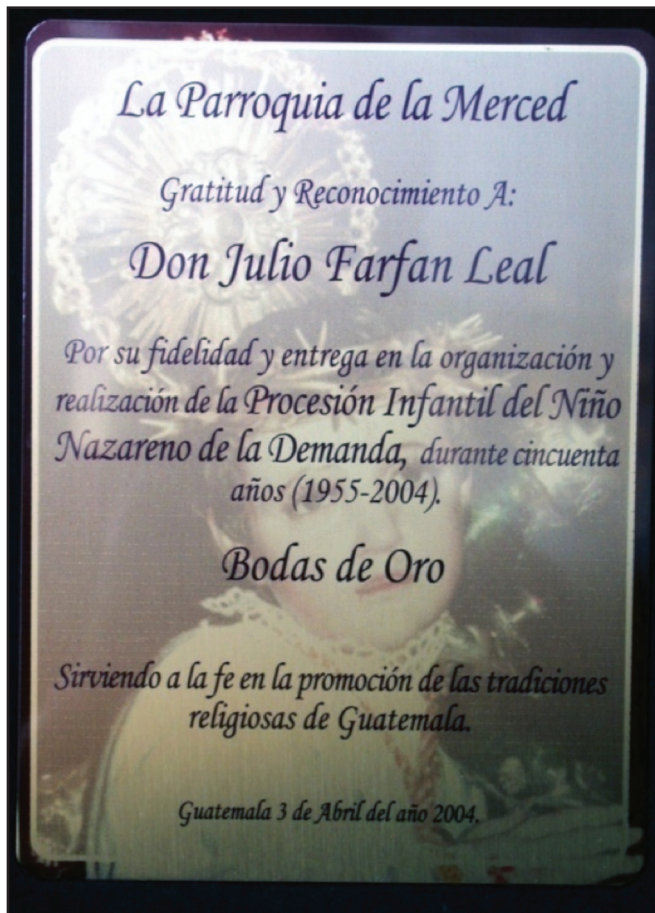 La Parroquia de la Merced
Gratitud y Reconocimiento A:
Don Julio Farfan Leal
Por su fidelidad y entrega en la organización y
realización de la Procesión Infantil del Niño
Nazareno de la Demanda, durante cincuenta
años (1955-2004).
Bodas de Oro
Sirviendo a la fe en la promoción de las tradiciones
religiosas de Guatemala.
Guatemala 3 de Abril del año 2004.